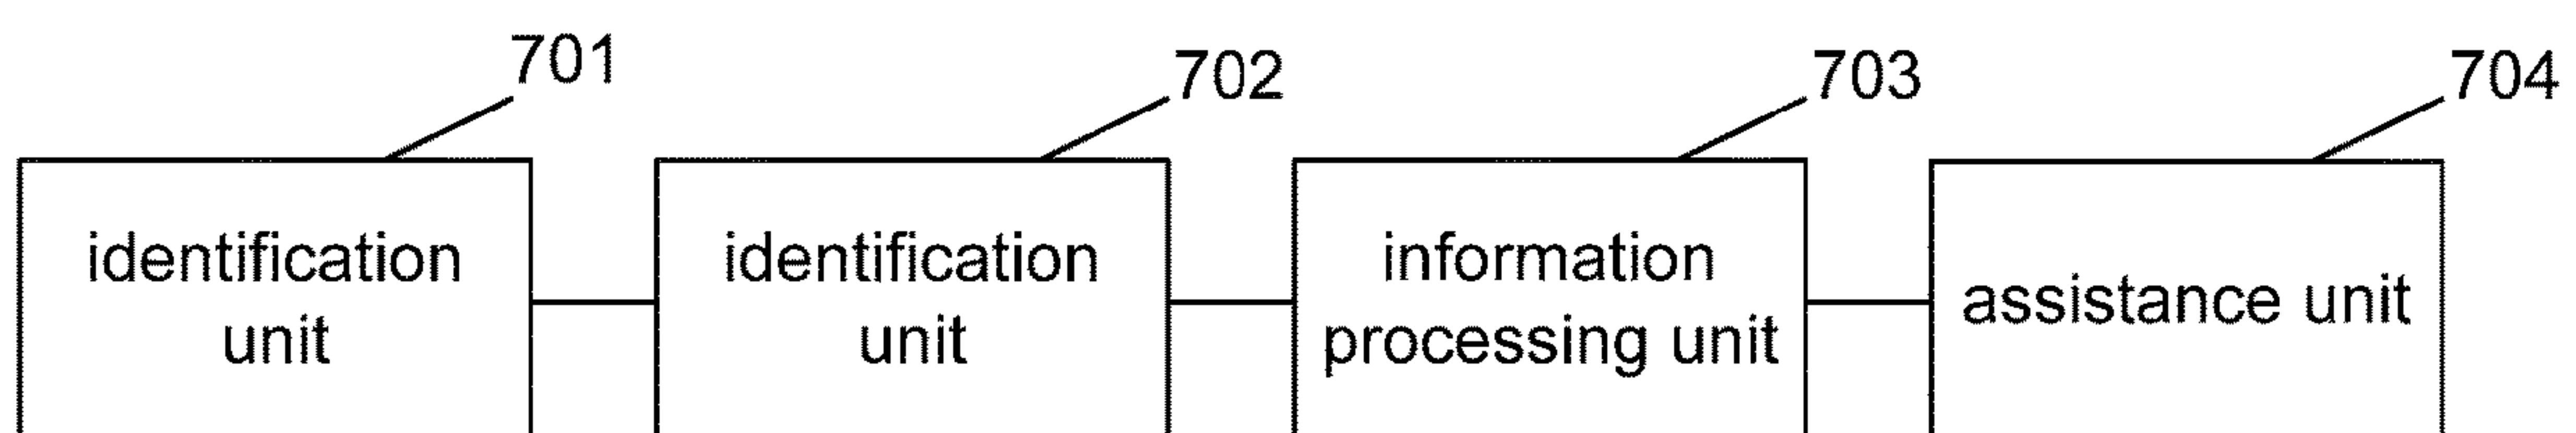 701
702
703
704
identification
unit
identification
unit
information
processing unit
assistance unit